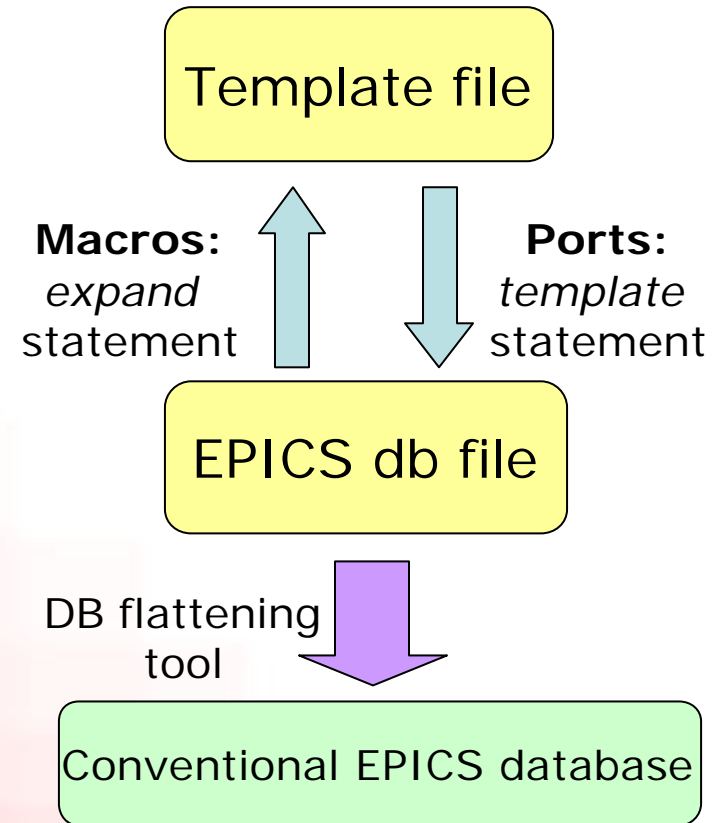 Template file
Macros:
expand
statement
Ports:
template
statement
EPICS db file
DB flattening
tool
Conventional EPICS database